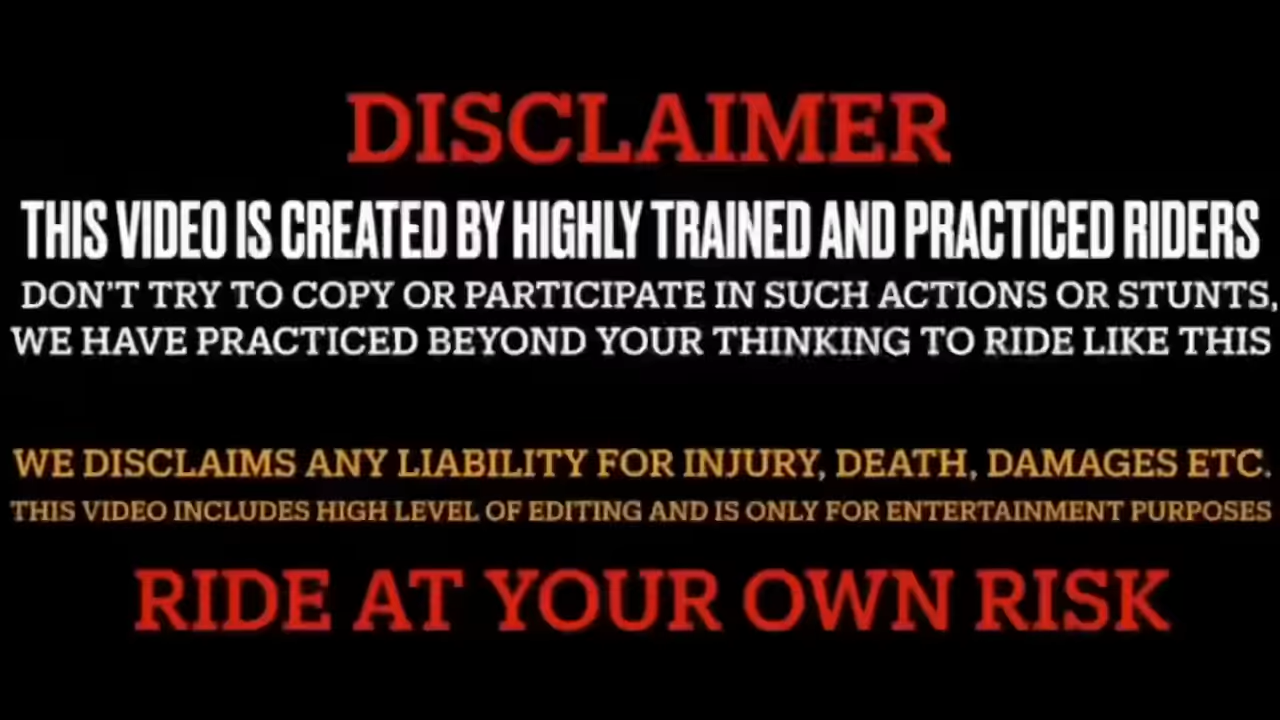 DISCLAIMER
THIS VIDEO IS CREATED BY HIGHLY TRAINED AND PRACTICED RIDERS
DON'T TRY TO COPY OR PARTICIPATE IN SUCH ACTIONS OR STUNTS,
WE HAVE PRACTICED BEYOND YOUR THINKING TO RIDE LIKE THIS
WE DISCLAIMS ANY LIABILITY FOR INJURY, DEATH, DAMAGES ETC.
THIS VIDEO INCLUDES HIGH LEVEL OF EDITING AND IS ONLY FOR ENTERTAINMENT PURPOSES
RIDE AT YOUR OWN RISK